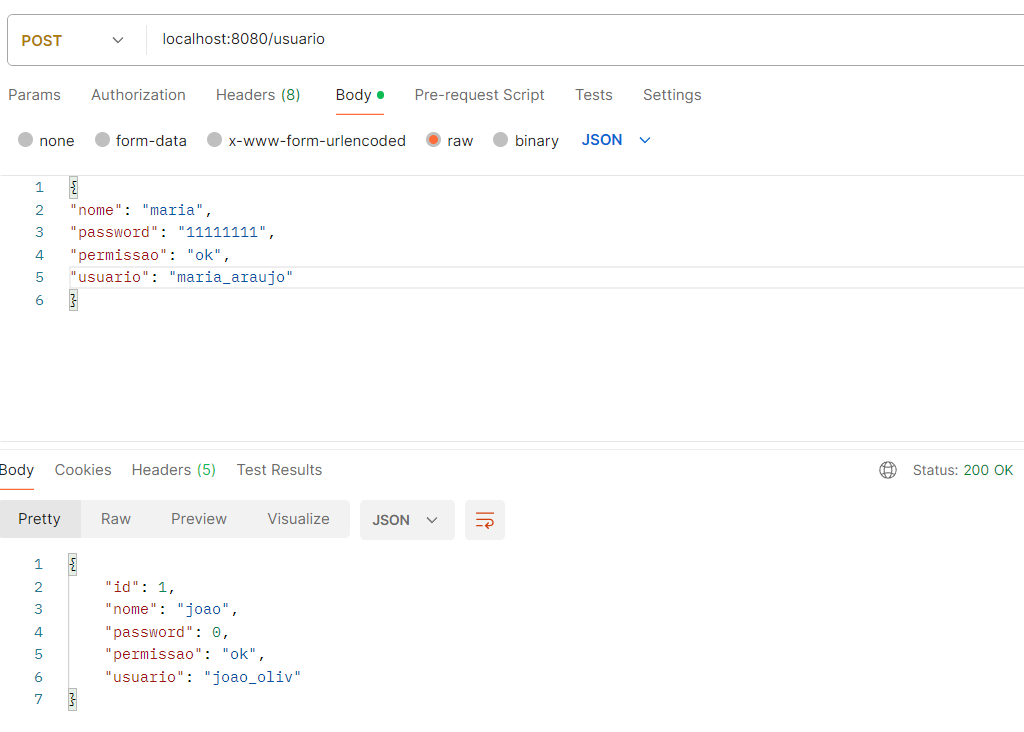 POST localhost:8080/usuario
Params Authorization Headers (8) Body Pre-request Script Tests Settings
none form-data x-www-form-urlencoded raw binary JSON
1 {
2 "nome": "maria",
3 "password": "11111111",
4 "permissao": "ok",
5 "usuario": "maria_araujo"
6 }
Body Cookies Headers (5) Test Results Status: 200 OK
Pretty Raw Preview Visualize JSON
1 {
2 "id": 1,
3 "nome": "joao",
4 "password": 0,
5 "permissao": "ok",
6 "usuario": "joao_oliv"
7 }